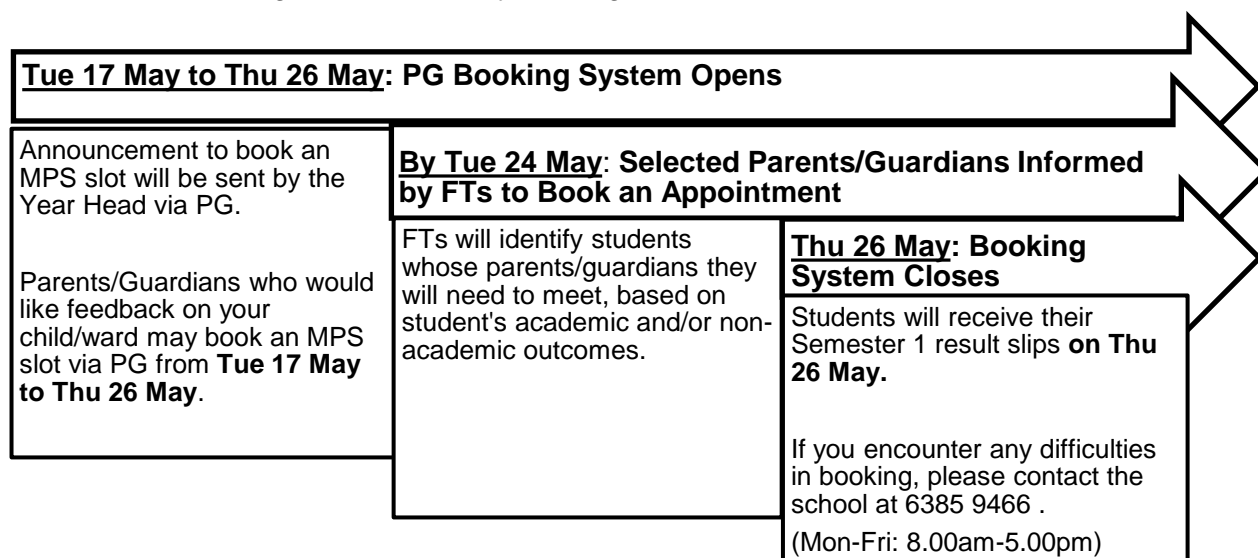 Tue 17 May to Thu 26 May: PG Booking System Opens
Announcement to book an
MPS slot will be sent by the
Year Head via PG.
Parents/Guardians who would
like feedback on your
child/ward may book an MPS
slot via PG from Tue 17 May
to Thu 26 May.
By Tue 24 May: Selected Parents/Guardians Informed
by FTs to Book an Appointment
FTs will identify students
whose parents/guardians they
will need to meet, based on
student's academic and/or non-
academic outcomes.
Thu 26 May: Booking
System Closes
Students will receive their
Semester 1 result slips on Thu
26 May.
If you encounter any difficulties
in booking, please contact the
school at 6385 9466 .
(Mon-Fri: 8.00am-5.00pm)